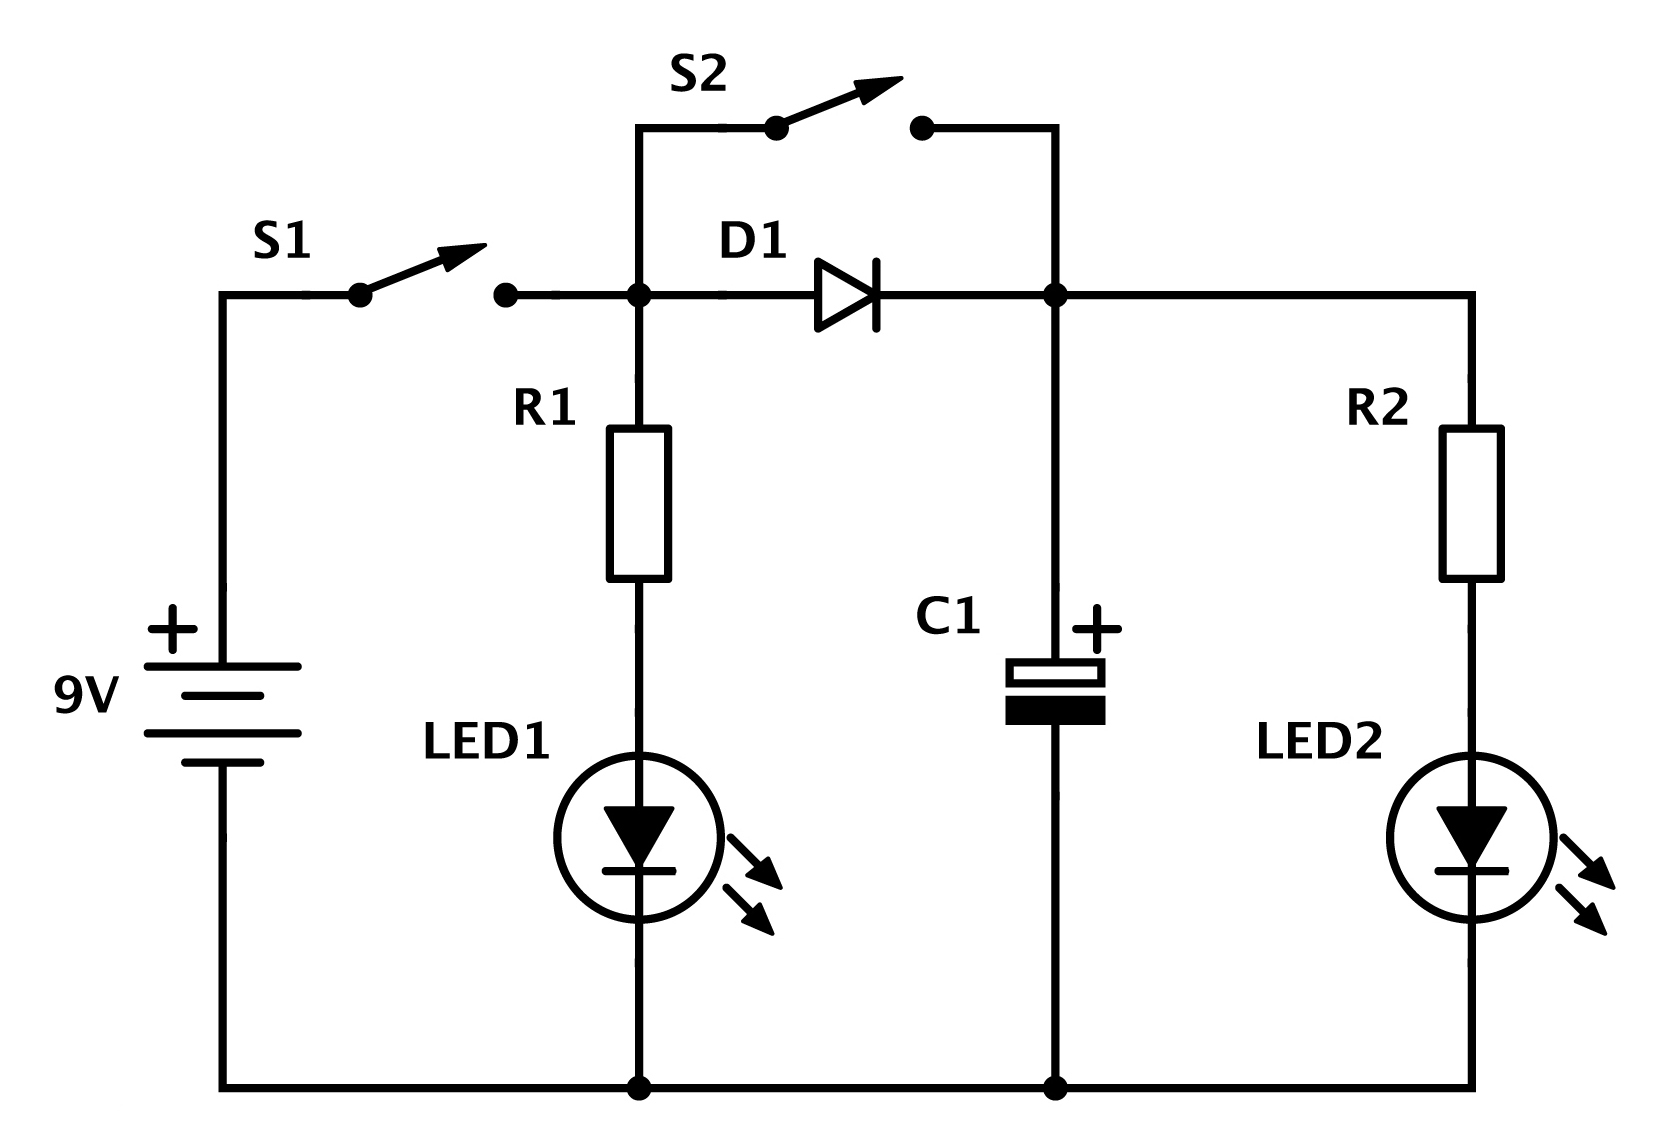 S2
S1
D1
R1
R2
C1
+
+
9V
LED1
LED2